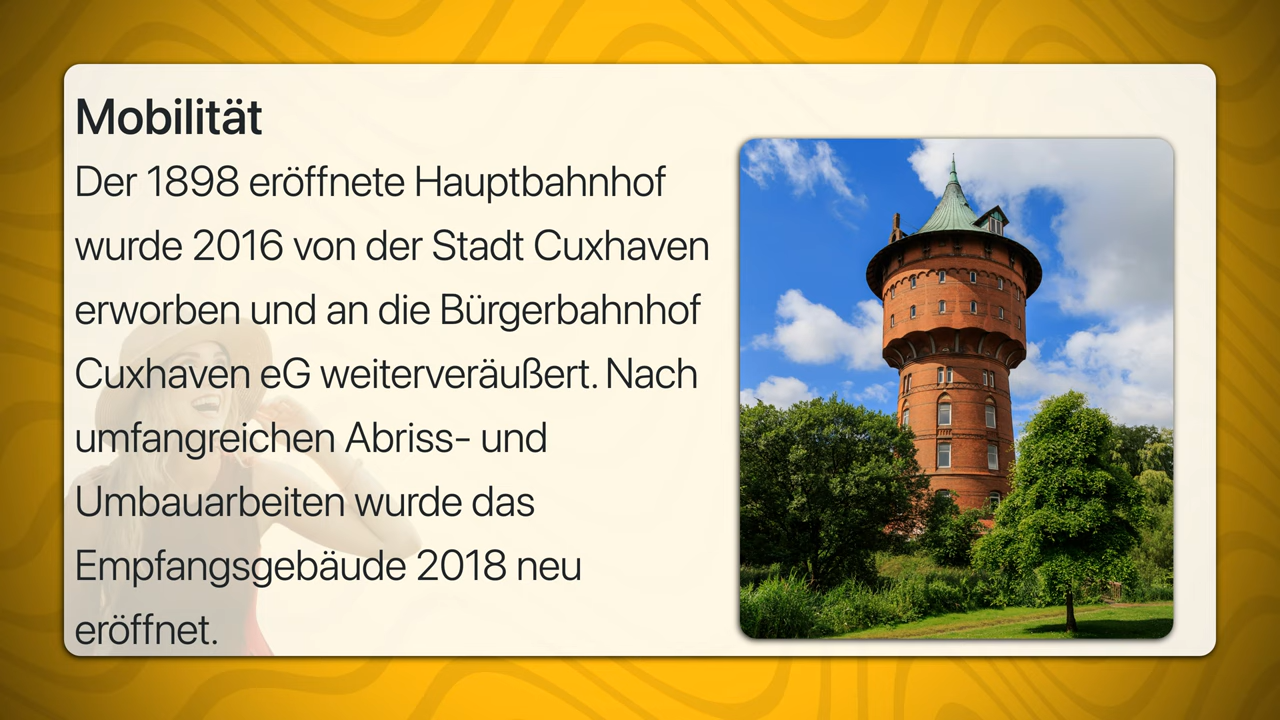 Mobilität
Der 1898 eröffnete Hauptbahnhof
wurde 2016 von der Stadt Cuxhaven
erworben und an die Bürgerbahnhof
Cuxhaven eG weiterveräußert. Nach
umfangreichen Abriss- und
Umbauarbeiten wurde das
Empfangsgebäude 2018 neu
eröffnet.